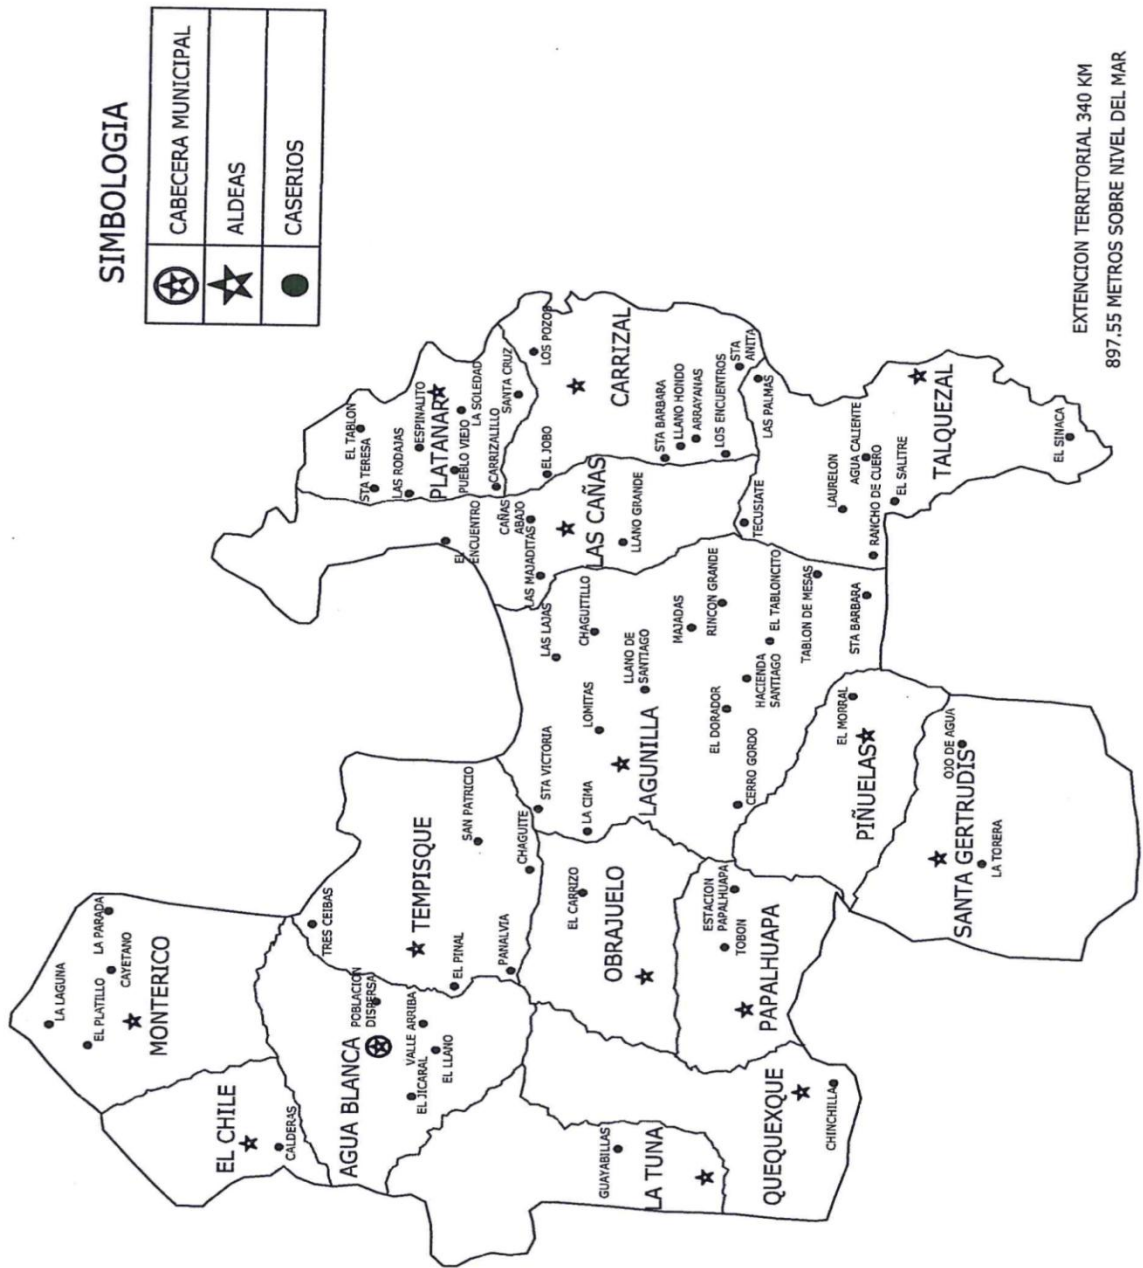 SIMBOLOGIA
CABECERA MUNICIPAL
ALDEAS
CASERIOS
LA LAGUNA
EL PLATILLO
CAYETANO
LA PARADA
MONTERICO
EL CHILE
CALDERAS
AGUA BLANCA
POBLACION
DISPERSA
VALLE ARRIBA
EL JICARAL
EL LLANO
TRES CEIBAS
TEMPISQUE
EL PINAL
SAN PATRICIO
PANALVIA
CHAGUITE
GUAYABILLAS
LA TUNA
QUEQUEXQUE
CHINCHILLA
EL CARRIZO
OBRAJUELO
ESTACION
PAPALHUAPA
TOBON
PAPALHUAPA
STA VICTORIA
LA CIMA
LOMITAS
LAS LAJAS
CHAGUITILLO
LLANO DE
SANTIAGO
LAGUNILLA
MAJADAS
RINCON GRANDE
EL DORADOR
HACIENDA
SANTIAGO
EL TABLONCITO
CERRO GORDO
TABLON DE MESAS
STA BARBARA
EL MORRAL
PIÑUELAS
OJO DE AGUA
SANTA GERTRUDIS
LA TORERA
EL
ENCUENTRO
CAÑAS
ABAJO
LAS MAJADITAS
LAS CAÑAS
LLANO GRANDE
EL TABLON
STA TERESA
LAS RODAJAS
ESPINALITO
PLATANAR
PUEBLO VIEJO
LA SOLEDAD
CARRIZALILLO
SANTA CRUZ
LOS POZOS
EL JOBO
CARRIZAL
STA BARBARA
LLANO HONDO
ARRAYANAS
LOS ENCUENTROS
STA
ANITA
LAS PALMAS
TECUSIATE
LAURELON
AGUA CALIENTE
RANCHO DE CUERO
EL SALITRE
TALQUEZAL
EL SINACA
EXTENCION TERRITORIAL 340 KM
897.55 METROS SOBRE NIVEL DEL MAR